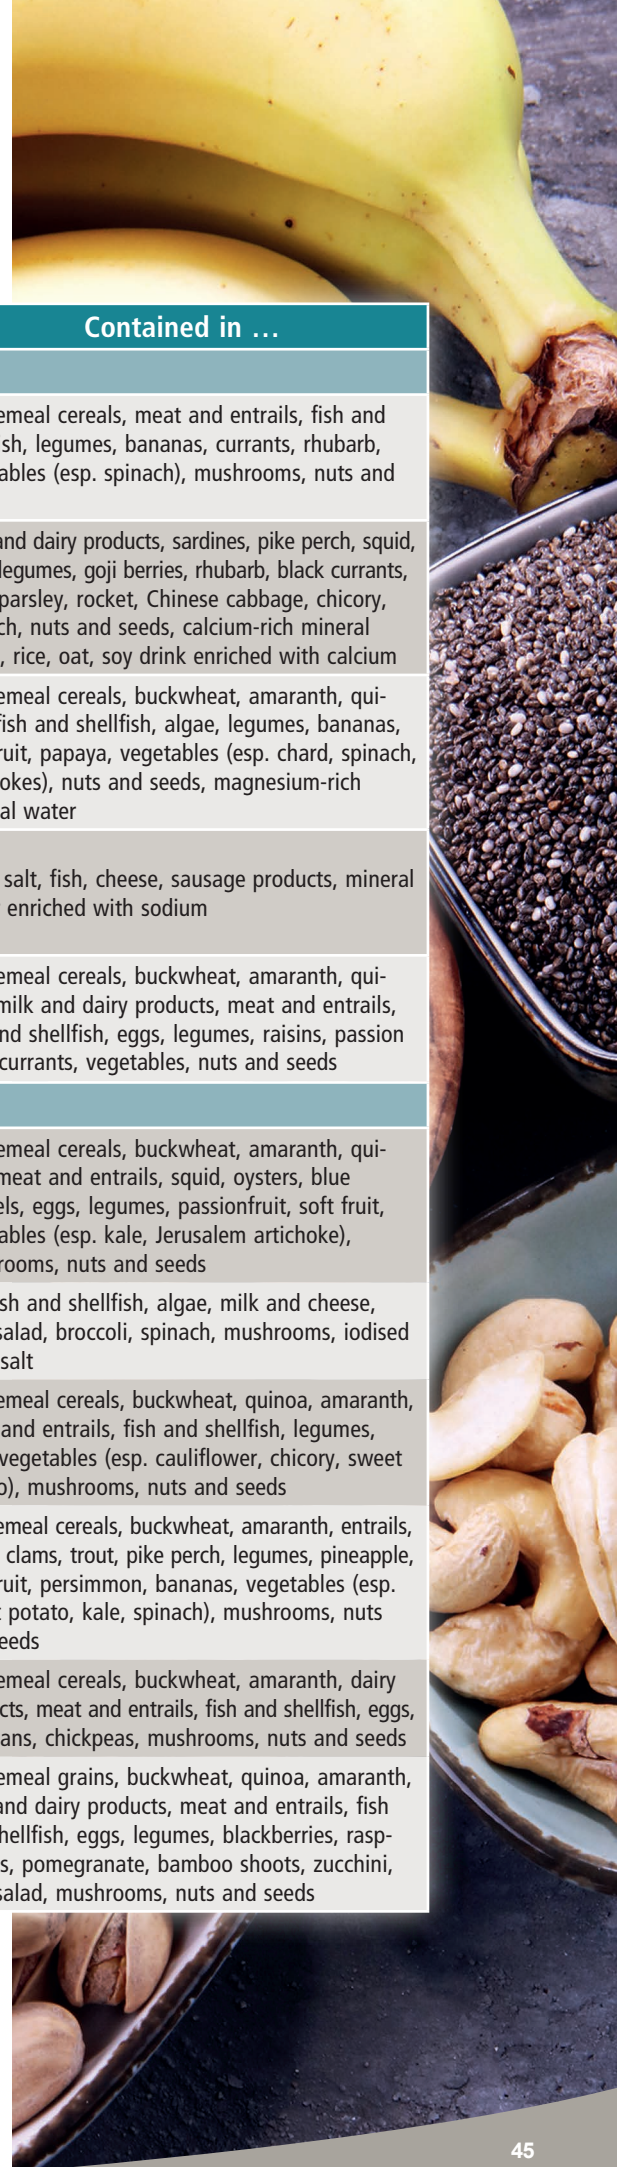 Contained in …
emeal cereals, meat and entrails, fish and
ish, legumes, bananas, currants, rhubarb,
ables (esp. spinach), mushrooms, nuts and
and dairy products, sardines, pike perch, squid,
legumes, goji berries, rhubarb, black currants,
parsley, rocket, Chinese cabbage, chicory,
ch, nuts and seeds, calcium-rich mineral
, rice, oat, soy drink enriched with calcium
emeal cereals, buckwheat, amaranth, qui-
fish and shellfish, algae, legumes, bananas,
ruit, papaya, vegetables (esp. chard, spinach,
okes), nuts and seeds, magnesium-rich
al water
salt, fish, cheese, sausage products, mineral
enriched with sodium
emeal cereals, buckwheat, amaranth, qui-
milk and dairy products, meat and entrails,
nd shellfish, eggs, legumes, raisins, passion
currants, vegetables, nuts and seeds
emeal cereals, buckwheat, amaranth, qui-
meat and entrails, squid, oysters, blue
els, eggs, legumes, passionfruit, soft fruit,
ables (esp. kale, Jerusalem artichoke),
rooms, nuts and seeds
sh and shellfish, algae, milk and cheese,
salad, broccoli, spinach, mushrooms, iodised
salt
emeal cereals, buckwheat, quinoa, amaranth,
and entrails, fish and shellfish, legumes,
vegetables (esp. cauliflower, chicory, sweet
o), mushrooms, nuts and seeds
emeal cereals, buckwheat, amaranth, entrails,
clams, trout, pike perch, legumes, pineapple,
ruit, persimmon, bananas, vegetables (esp.
t potato, kale, spinach), mushrooms, nuts
eeds
emeal cereals, buckwheat, amaranth, dairy
cts, meat and entrails, fish and shellfish, eggs,
ans, chickpeas, mushrooms, nuts and seeds
emeal grains, buckwheat, quinoa, amaranth,
and dairy products, meat and entrails, fish
hellfish, eggs, legumes, blackberries, rasp-
s, pomegranate, bamboo shoots, zucchini,
salad, mushrooms, nuts and seeds
45